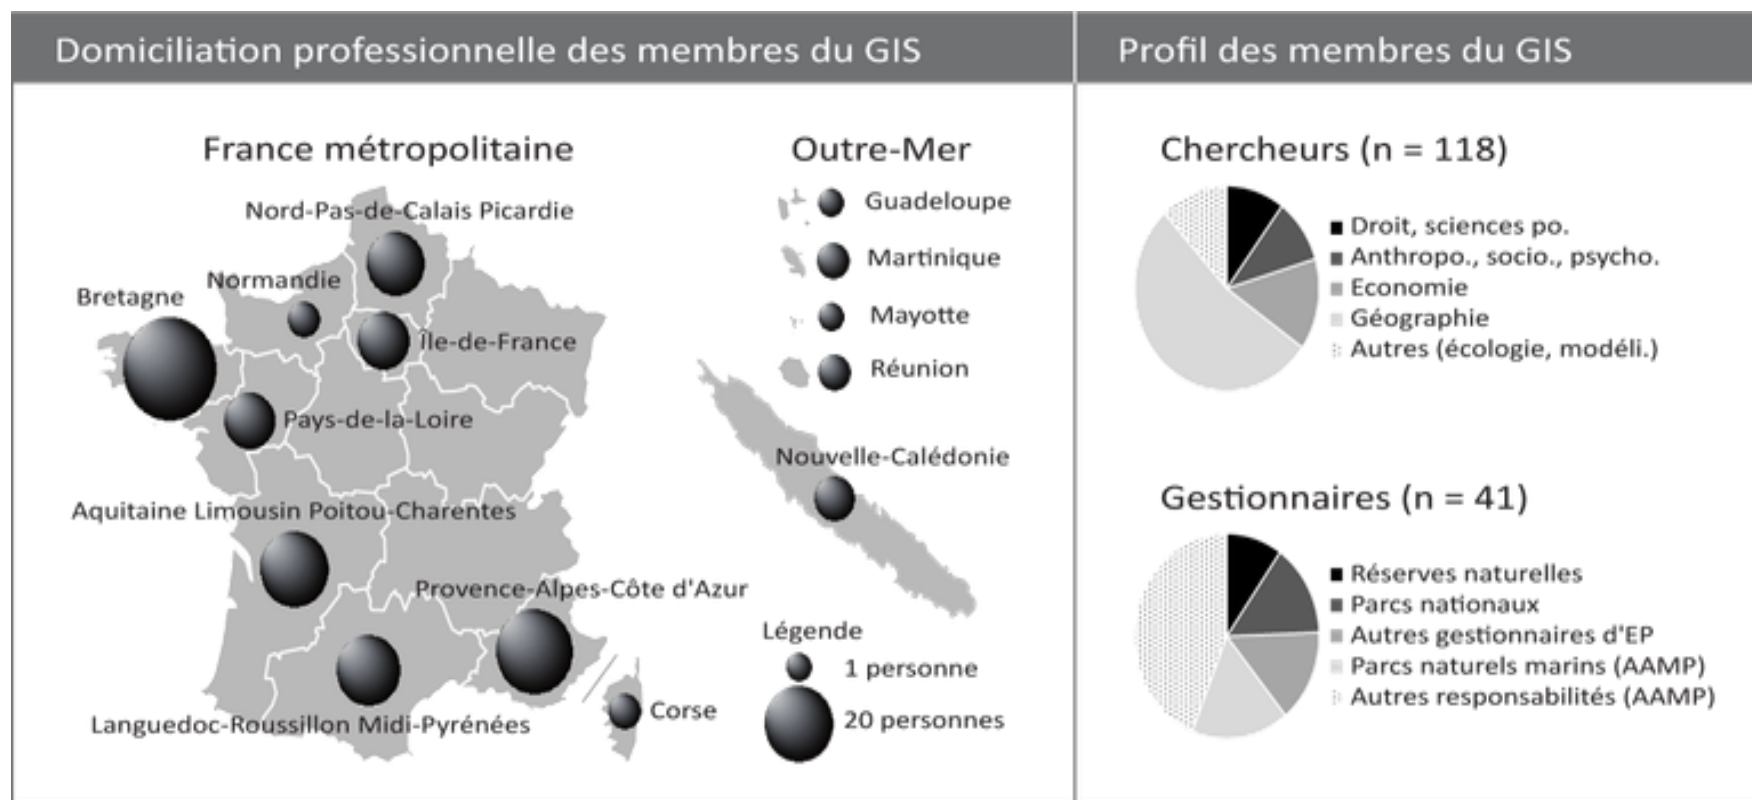 Domiciliation professionnelle des membres du GIS
France métropolitaine
Nord-Pas-de-Calais Picardie
Normandie
Bretagne
Île-de-France
Pays-de-la-Loire
Aquitaine Limousin Poitou-Charentes
Provence-Alpes-Côte d'Azur
Languedoc-Roussillon Midi-Pyrénées
Corse
Outre-Mer
Guadeloupe
Martinique
Mayotte
Réunion
Nouvelle-Calédonie
Légende
1 personne
20 personnes
Profil des membres du GIS
Chercheurs (n = 118)
Droit, sciences po.
Anthropo., socio., psycho.
Economie
Géographie
Autres (écologie, modéli.)
Gestionnaires (n = 41)
Réserves naturelles
Parcs nationaux
Autres gestionnaires d'EP
Parcs naturels marins (AAMP)
Autres responsabilités (AAMP)